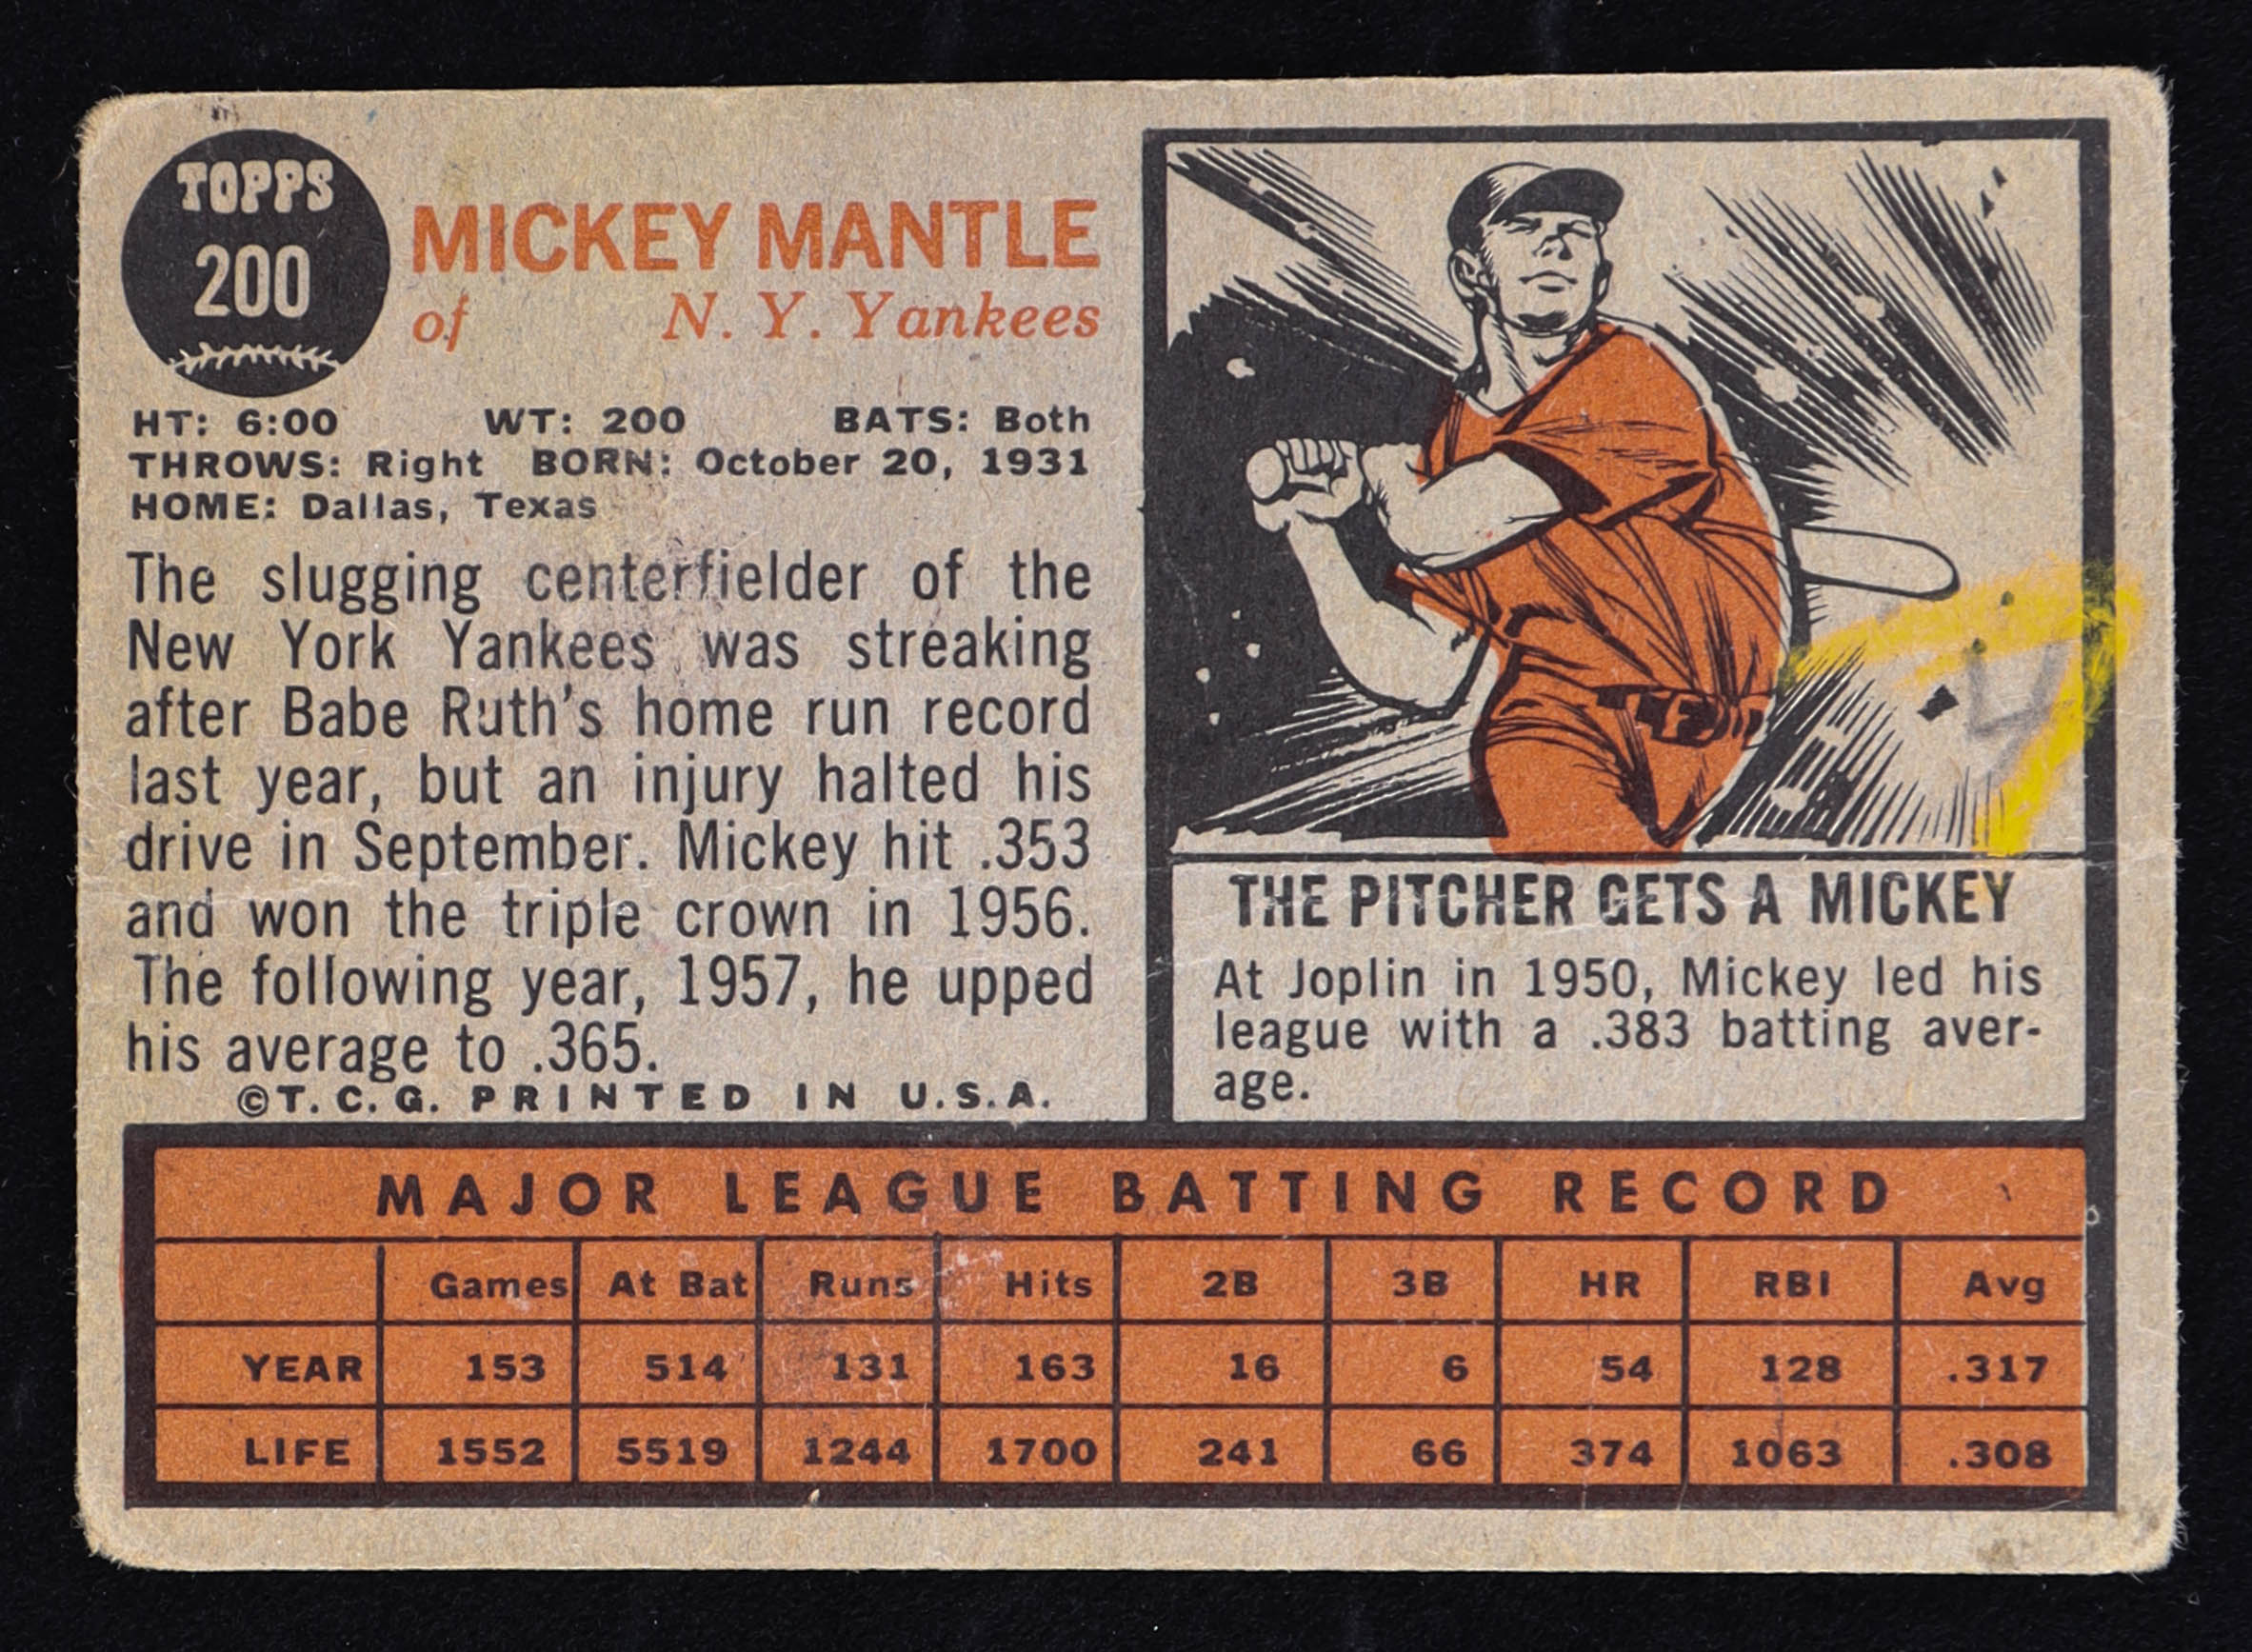 TOPPS
200
MICKEY MANTLE
of N. Y. Yankees
HT: 6:00 WT: 200 BATS: Both
THROWS: Right BORN: October 20, 1931
HOME: Dallas, Texas
The slugging centerfielder of the
New York Yankees was streaking
after Babe Ruth's home run record
last year, but an injury halted his
drive in September. Mickey hit .353
and won the triple crown in 1956.
The following year, 1957, he upped
his average to .365.
©T. C. G. PRINTED IN U.S.A.
THE PITCHER GETS A MICKEY
At Joplin in 1950, Mickey led his
league with a .383 batting aver-
age.
MAJOR LEAGUE BATTING RECORD
Games At Bat Runs Hits 2B 3B HR RBI Avg
YEAR 153 514 131 163 16 6 54 128 .317
LIFE 1552 5519 1244 1700 241 66 374 1063 .308